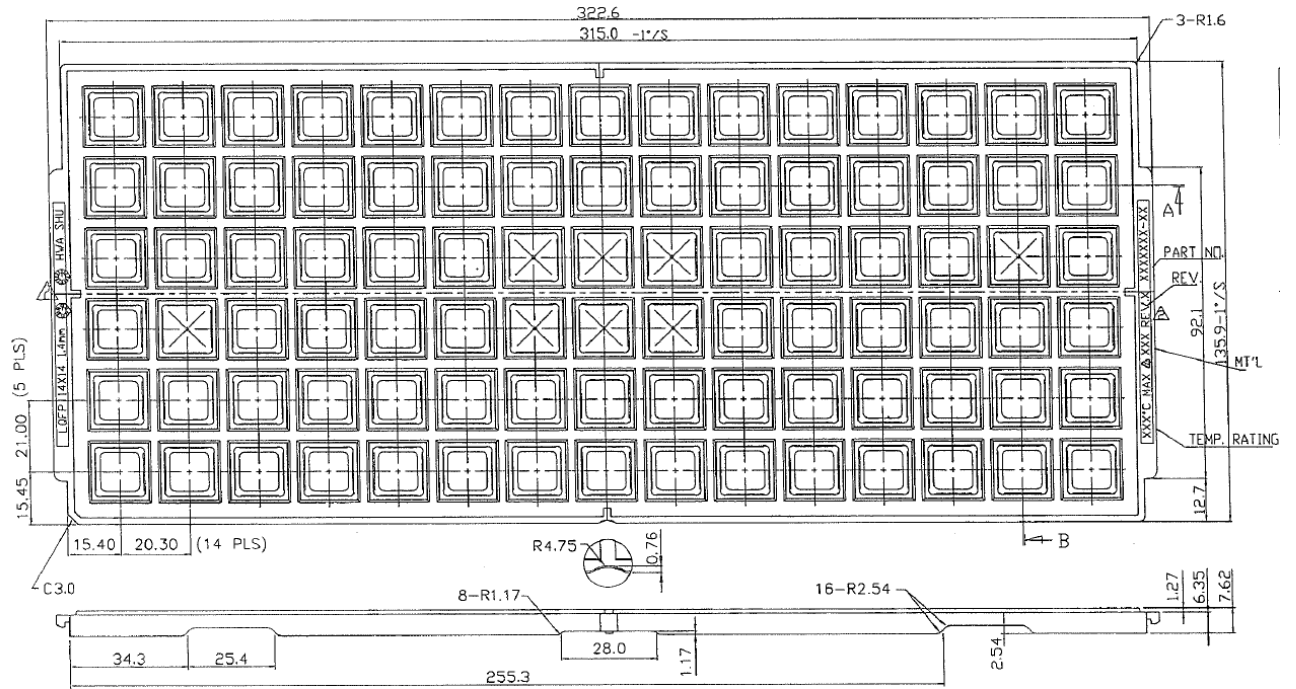 322.6
315.0 -1°/S
3-R1.6
A
HWA SHU
LQFP 14X14 1.4mm
XXX°C MAX XXX REV.X XXXXXX-XX
PART NO.
REV.
MT'L
TEMP. RATING
92.1
135.9-1°/S
12.7
21.00 (5 PLS)
15.45
15.40
20.30
(14 PLS)
C3.0
R4.75
0.76
B
8-R1.17
16-R2.54
1.27
6.35
7.62
34.3
25.4
28.0
1.17
2.54
255.3